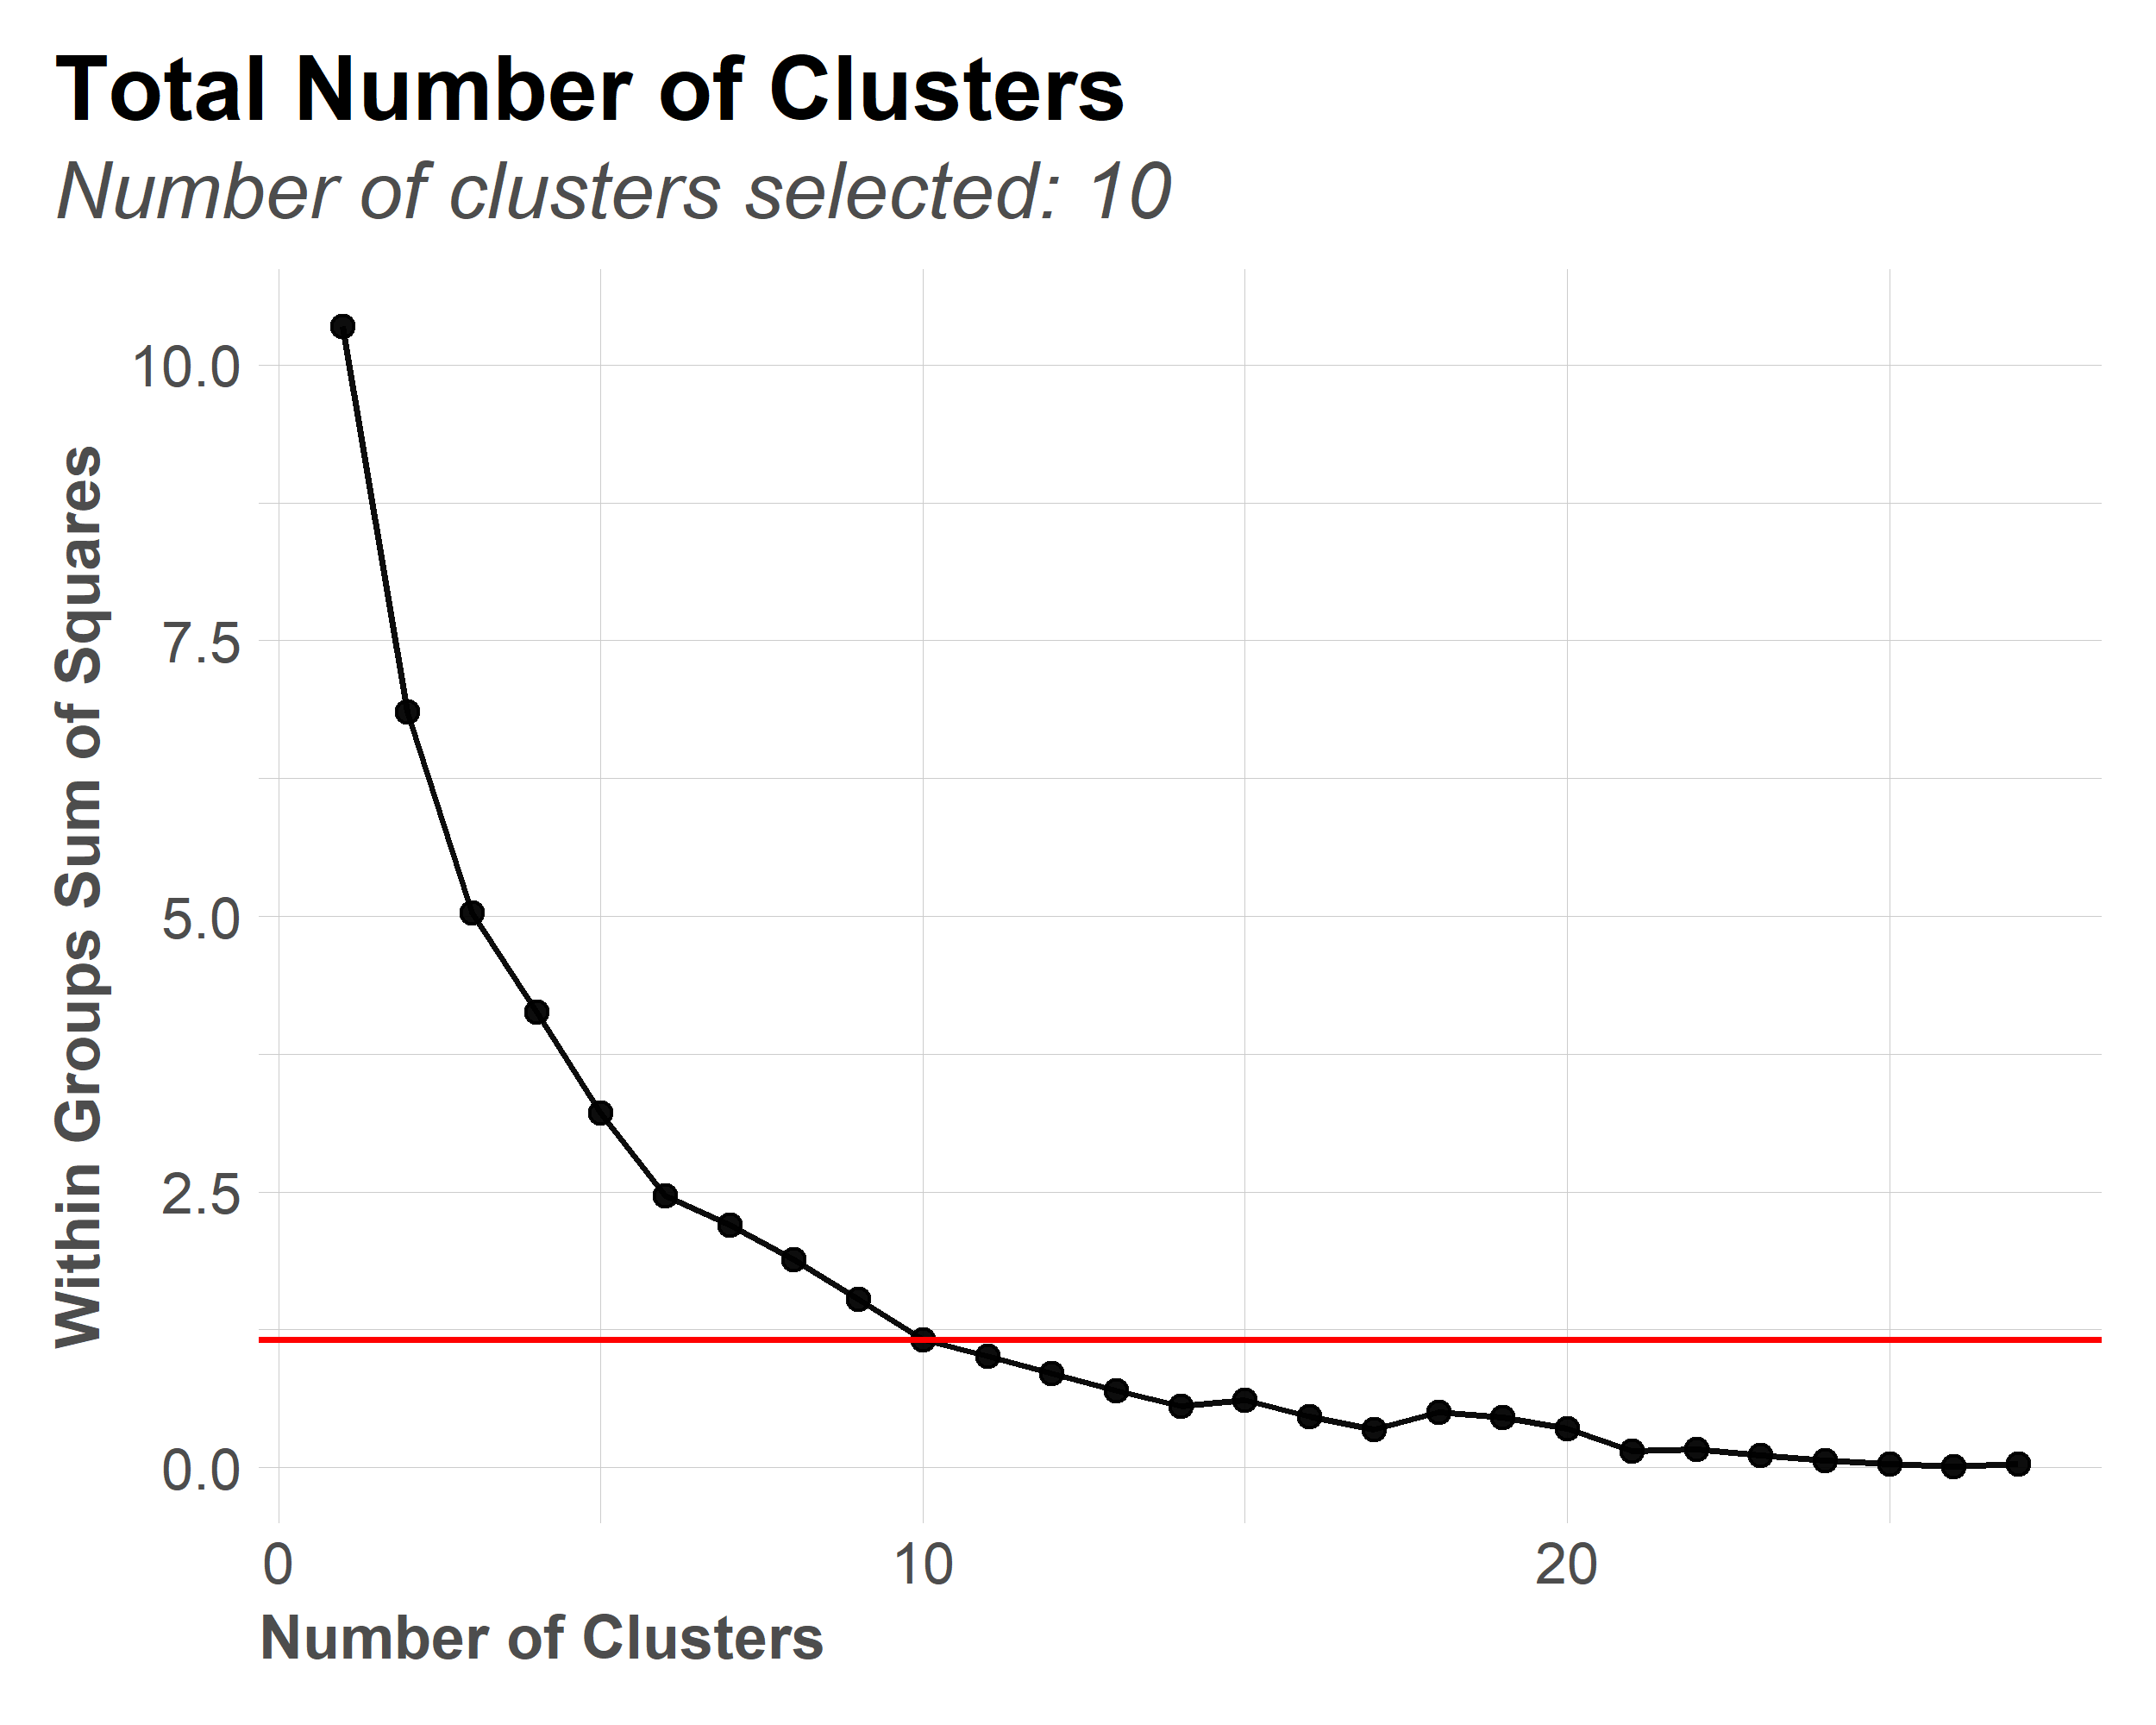 Total Number of Clusters
Number of clusters selected: 10
Within Groups Sum of Squares
10.0
7.5
5.0
2.5
0.0
0 10 20
Number of Clusters